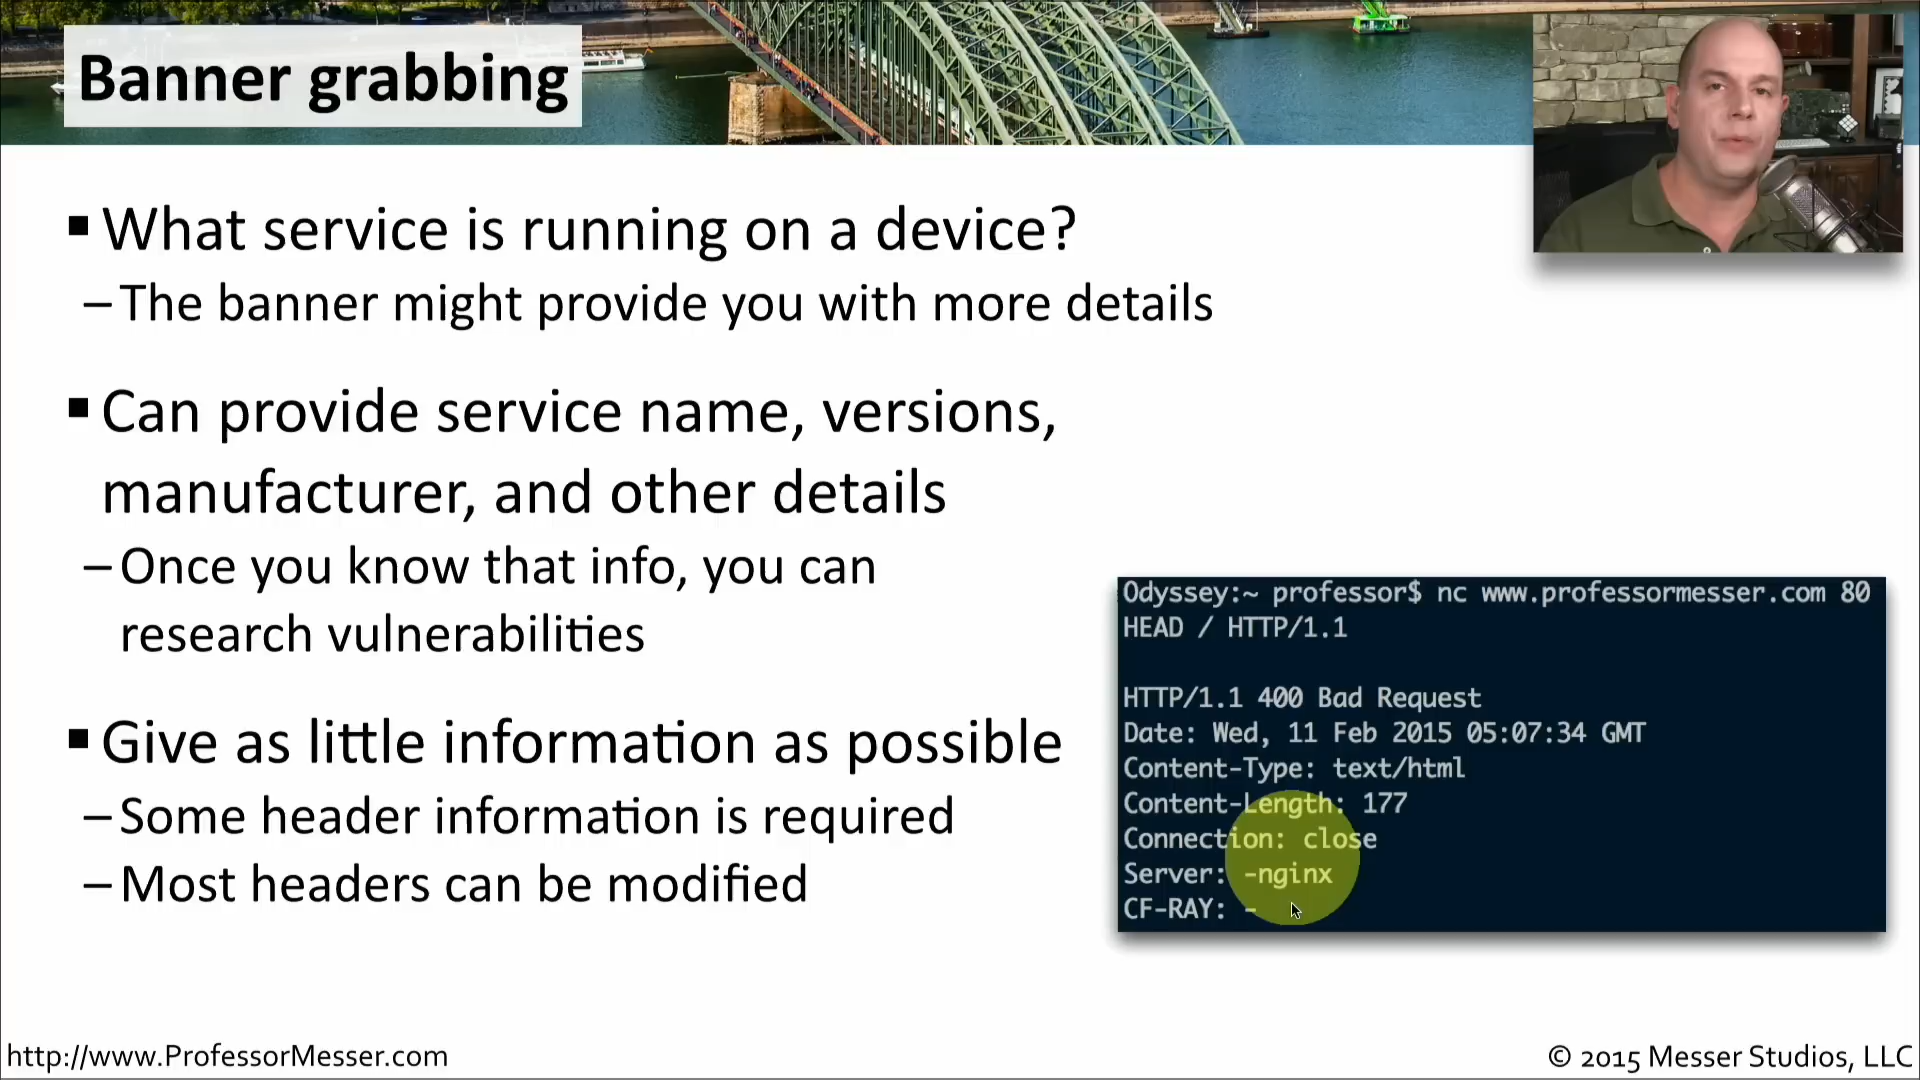 Banner grabbing
▪ What service is running on a device?
– The banner might provide you with more details
▪ Can provide service name, versions,
manufacturer, and other details
– Once you know that info, you can
research vulnerabilities
▪ Give as little information as possible
– Some header information is required
– Most headers can be modified
Odyssey:~ professor$ nc www.professormesser.com 80
HEAD / HTTP/1.1
HTTP/1.1 400 Bad Request
Date: Wed, 11 Feb 2015 05:07:34 GMT
Content-Type: text/html
Content-Length: 177
Connection: close
Server: -nginx
CF-RAY: -
http://www.ProfessorMesser.com
© 2015 Messer Studios, LLC